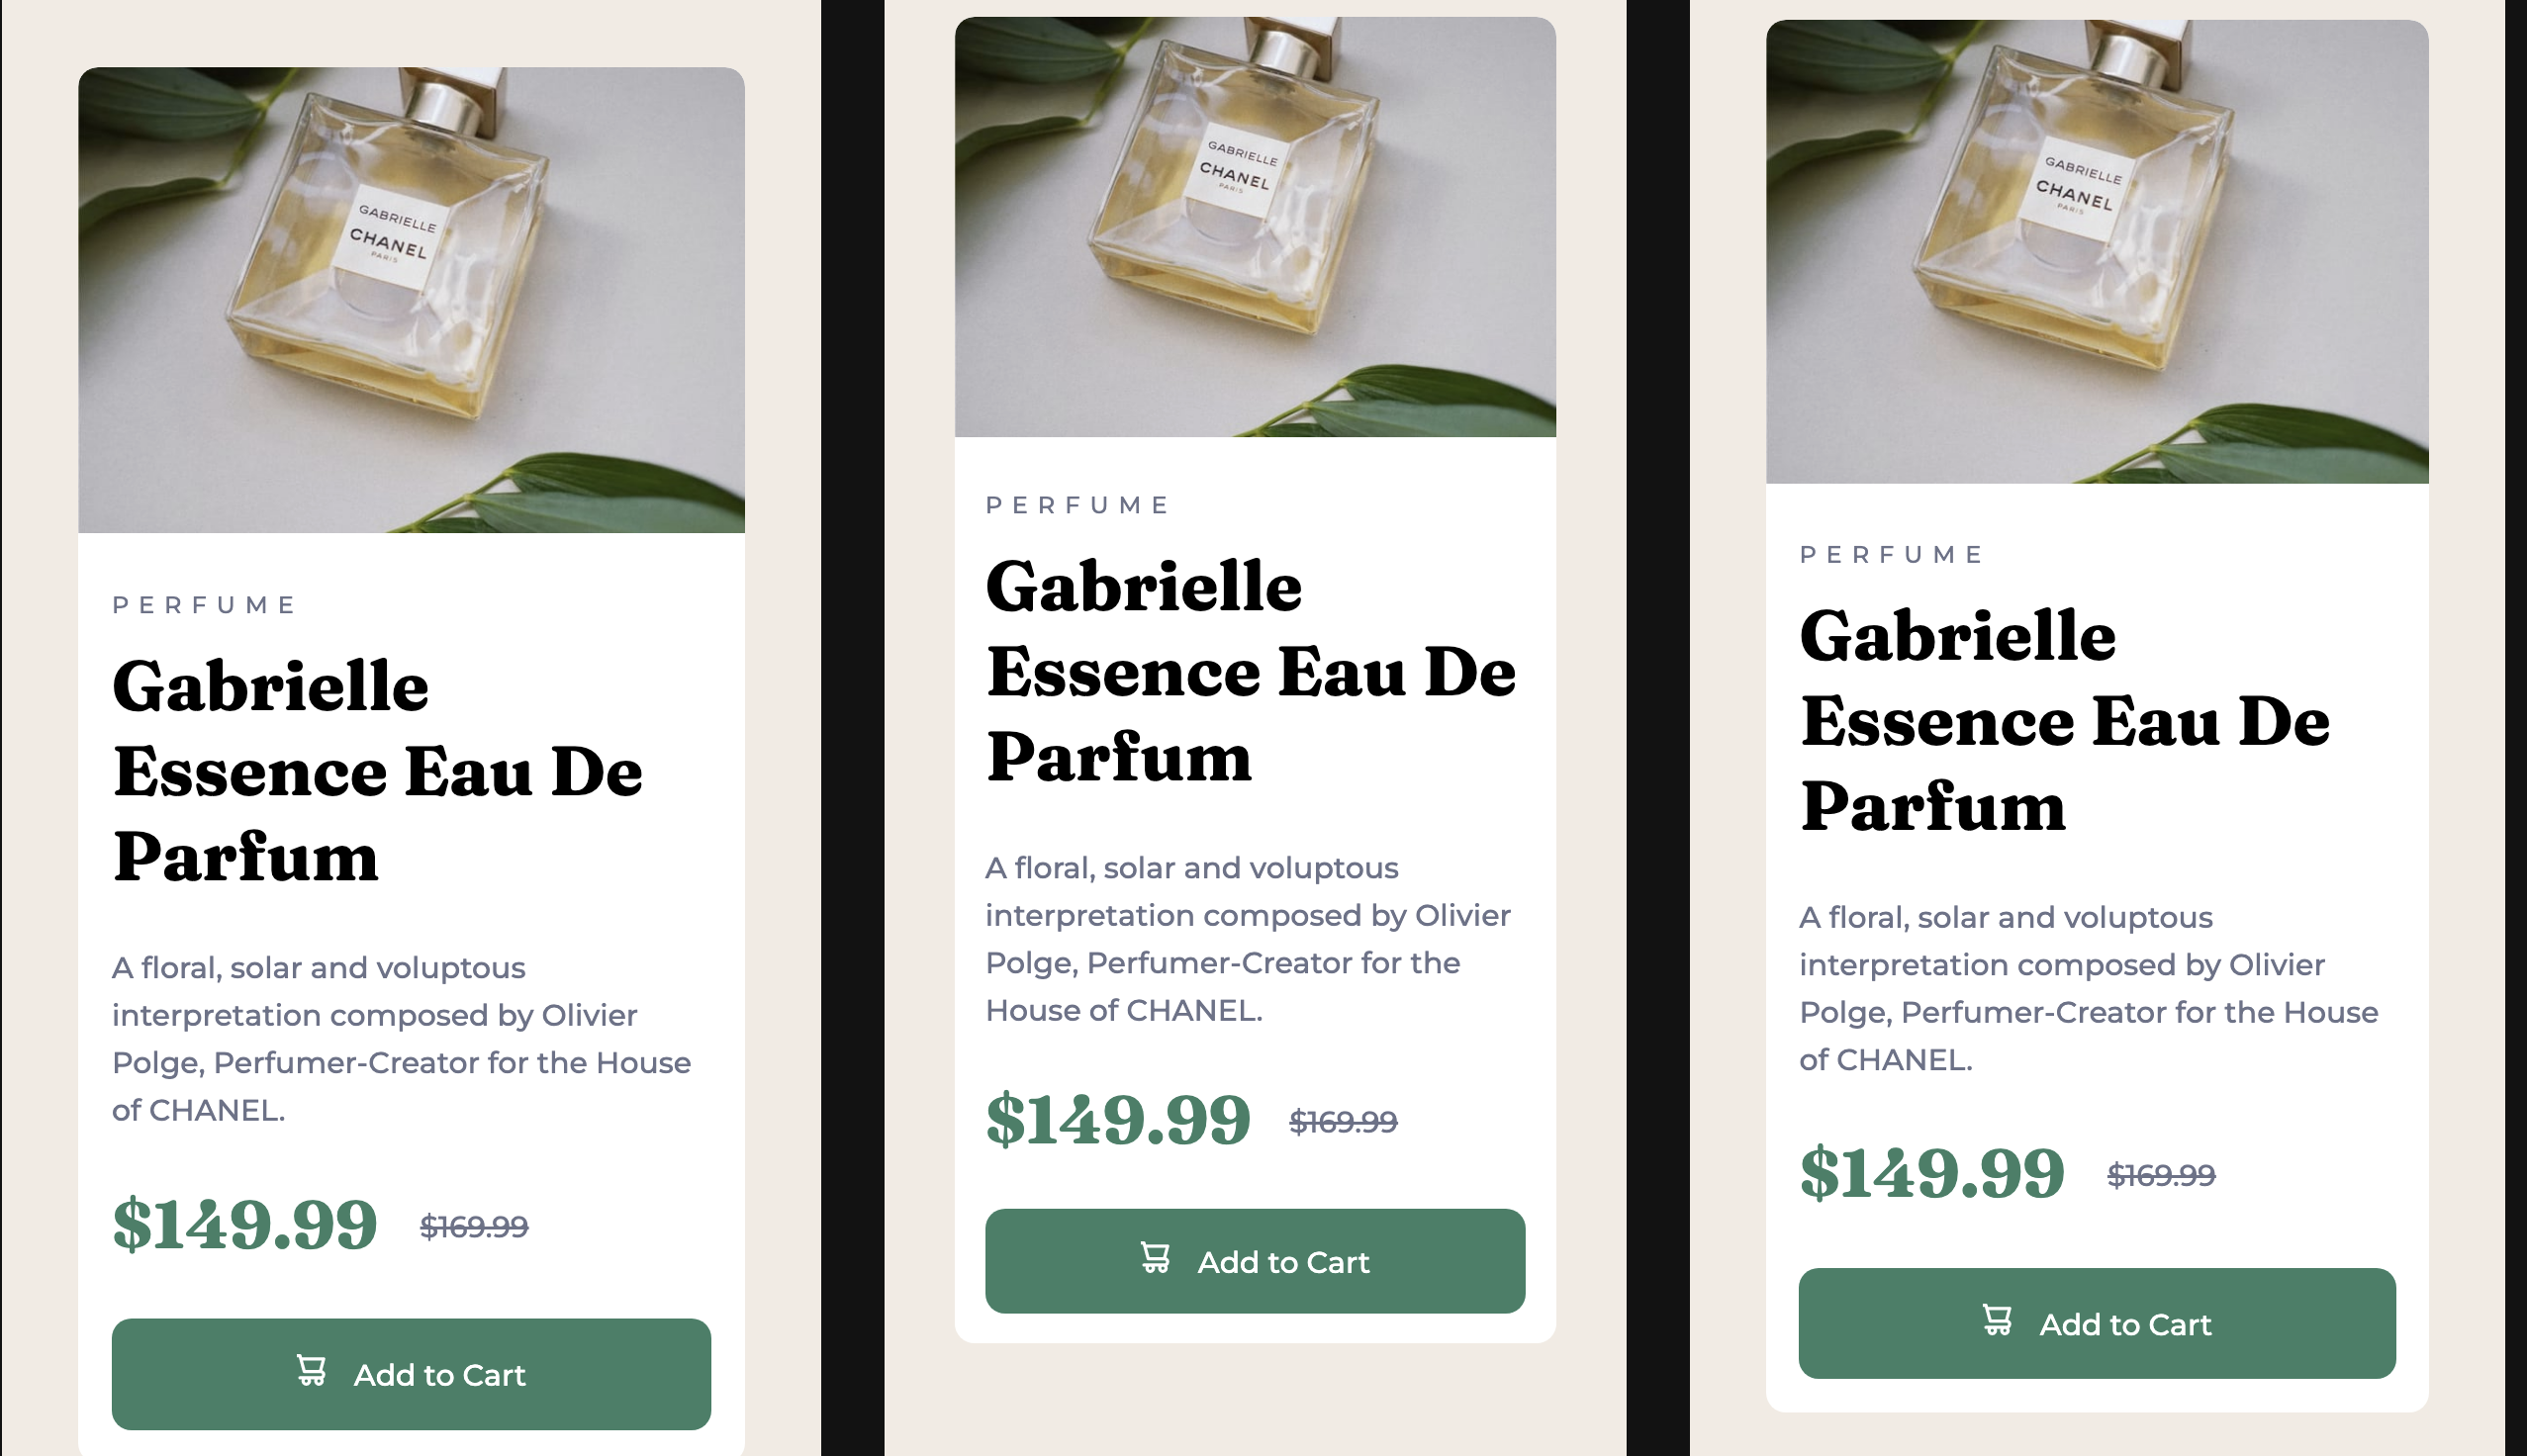 GABRIELLE
CHANEL
PARIS
PERFUME
Gabrielle
Essence Eau De
Parfum
A floral, solar and voluptous
interpretation composed by Olivier
Polge, Perfumer-Creator for the House
of CHANEL.
$149.99 $169.99
Add to Cart
GABRIELLE
CHANEL
PARIS
PERFUME
Gabrielle
Essence Eau De
Parfum
A floral, solar and voluptous
interpretation composed by Olivier
Polge, Perfumer-Creator for the
House of CHANEL.
$149.99 $169.99
Add to Cart
GABRIELLE
CHANEL
PARIS
PERFUME
Gabrielle
Essence Eau De
Parfum
A floral, solar and voluptous
interpretation composed by Olivier
Polge, Perfumer-Creator for the House
of CHANEL.
$149.99 $169.99
Add to Cart